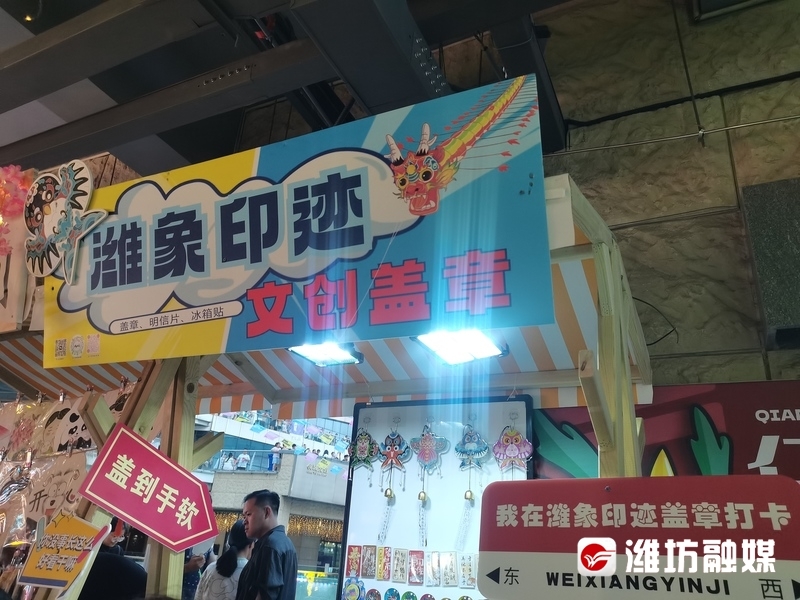 潍象印迹
文创盖章
盖章、明信片、冰箱贴
盖到手软
开心
QIA
我在潍象印迹盖章打卡
东 WEIXIANGYINJI 西
潍坊融媒